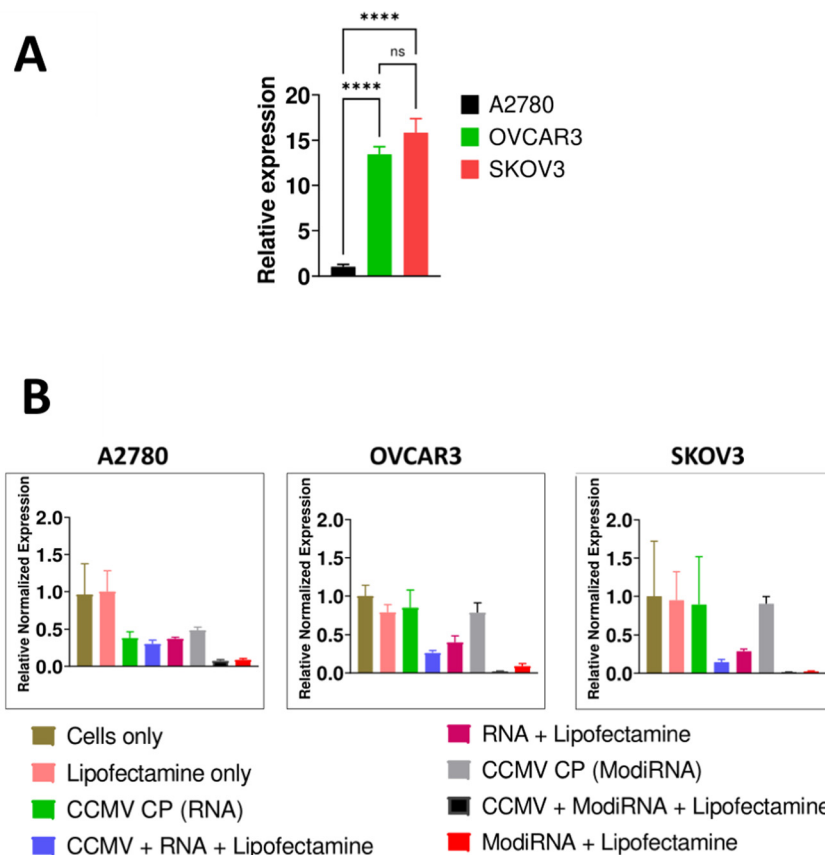 A
****
ns
****
Relative expression
20
15
10
5
0
A2780
OVCAR3
SKOV3
B
A2780
OVCAR3
SKOV3
Relative Normalized Expression
2.0
1.5
1.0
0.5
0.0
Relative Normalized Expression
2.0
1.5
1.0
0.5
0.0
Relative Normalized Expression
2.0
1.5
1.0
0.5
0.0
Cells only
Lipofectamine only
CCMV CP (RNA)
CCMV + RNA + Lipofectamine
RNA + Lipofectamine
CCMV CP (ModiRNA)
CCMV + ModiRNA + Lipofectamine
ModiRNA + Lipofectamine